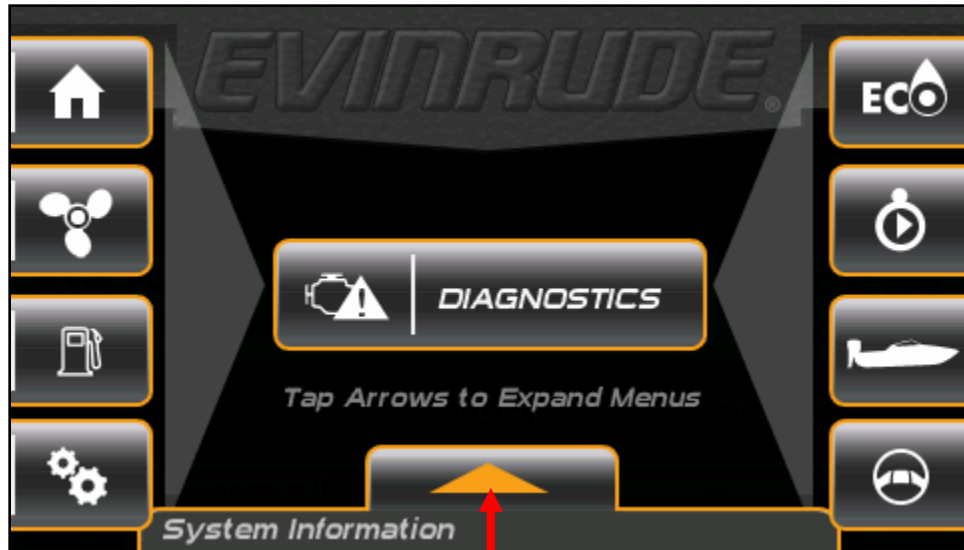 EVINRUDE®
ECO
DIAGNOSTICS
Tap Arrows to Expand Menus
System Information